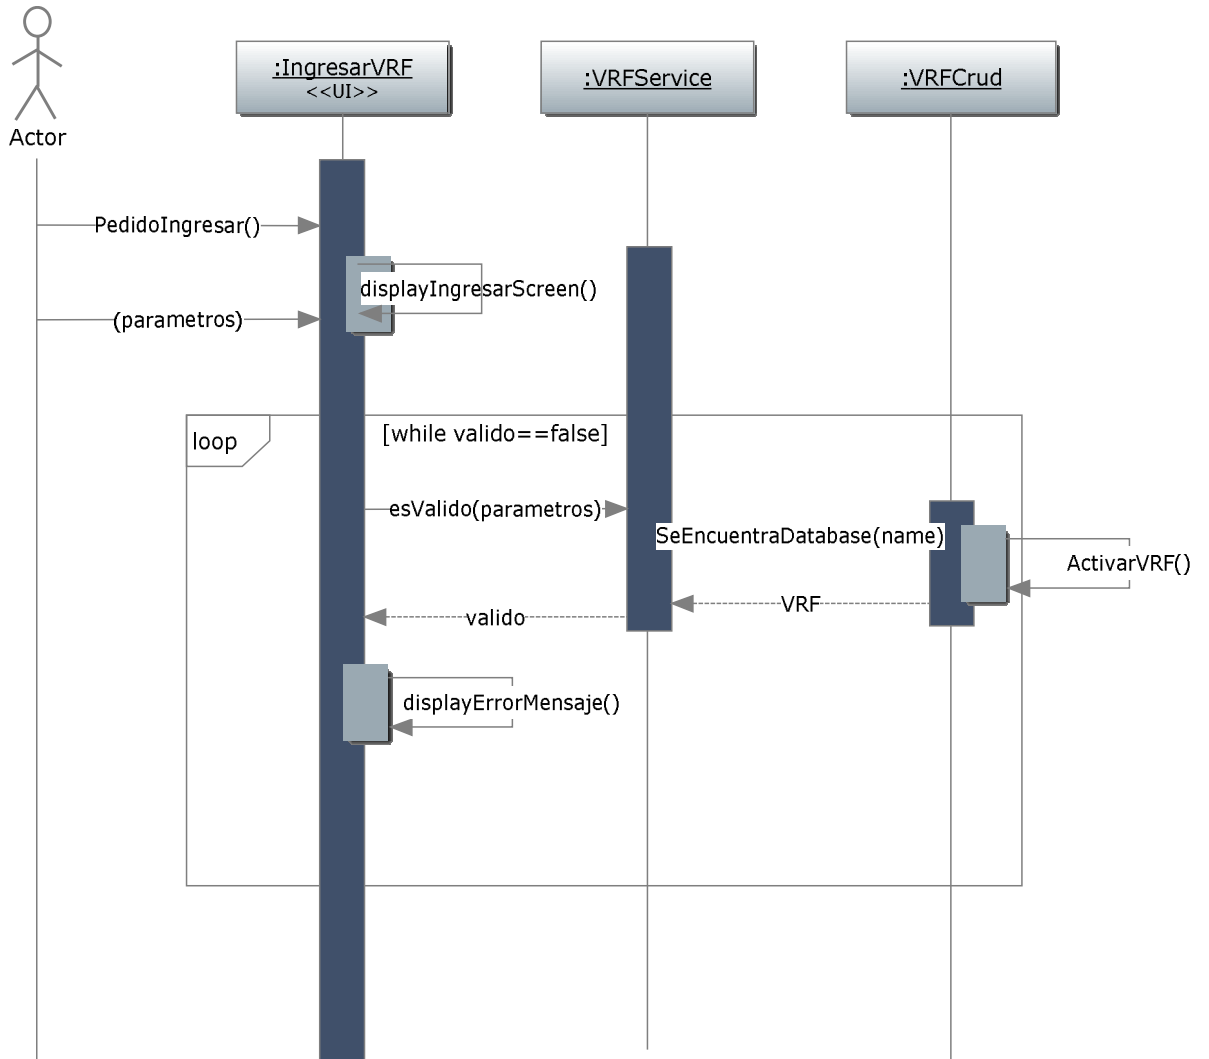 :IngresarVRF
<<UI>>
:VRFService
:VRFCrud
Actor
PedidoIngresar()
displayIngresarScreen()
(parametros)
loop
[while valido==false]
esValido(parametros)
SeEncuentraDatabase(name)
ActivarVRF()
VRF
valido
displayErrorMensaje()